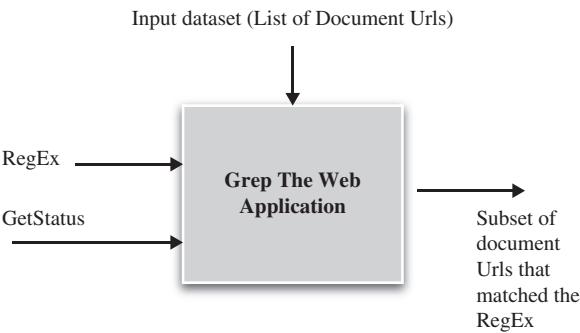 Input dataset (List of Document Urls)
RegEx
Grep The Web
Application
GetStatus
Subset of
document
Urls that
matched the
RegEx